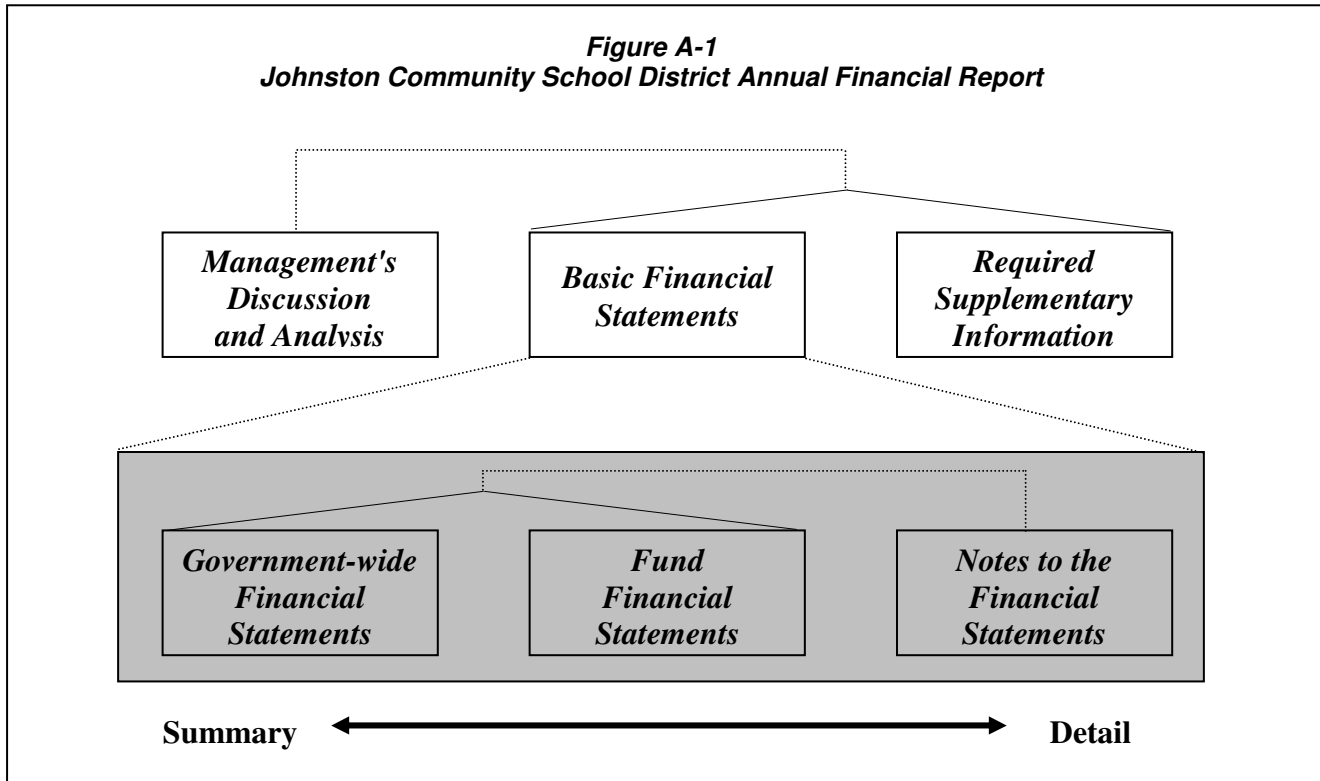 Figure A-1
Johnston Community School District Annual Financial Report
Management's
Discussion
and Analysis
Basic Financial
Statements
Required
Supplementary
Information
Government-wide
Financial
Statements
Fund
Financial
Statements
Notes to the
Financial
Statements
Summary
Detail